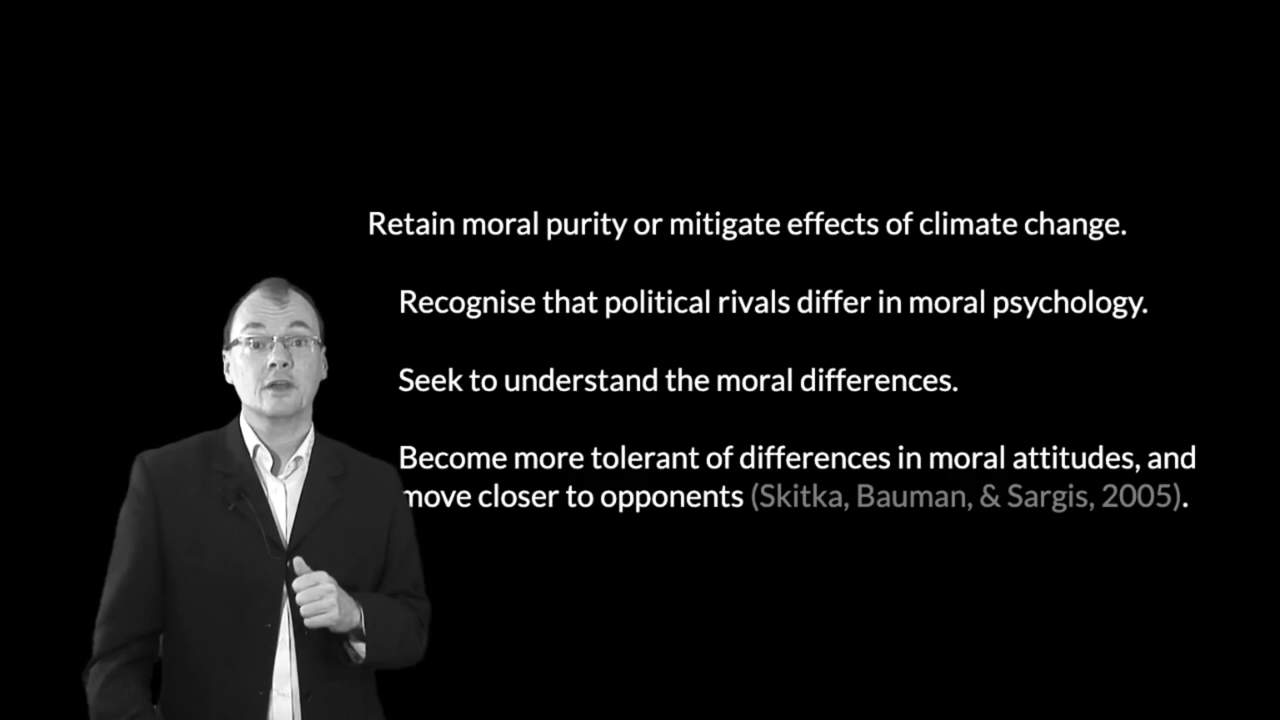 Retain moral purity or mitigate effects of climate change.
Recognise that political rivals differ in moral psychology.
Seek to understand the moral differences.
Become more tolerant of differences in moral attitudes, and
move closer to opponents (Skitka, Bauman, & Sargis, 2005).